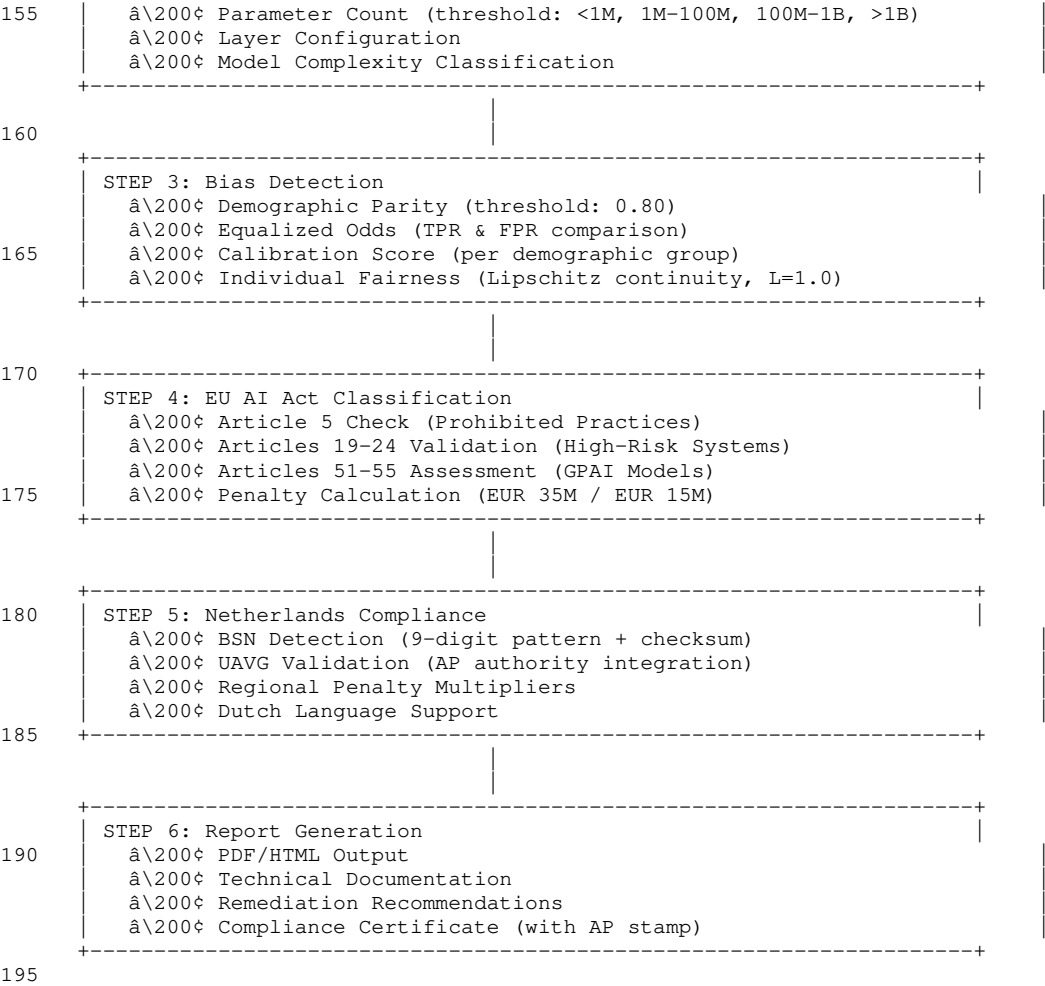 155 | â\200¢ Parameter Count (threshold: <1M, 1M-100M, 100M-1B, >1B) |
| â\200¢ Layer Configuration |
| â\200¢ Model Complexity Classification |
+---------------------------------------------------------------------+
|
160 |
+---------------------------------------------------------------------+
| STEP 3: Bias Detection |
| â\200¢ Demographic Parity (threshold: 0.80) |
| â\200¢ Equalized Odds (TPR & FPR comparison) |
165 | â\200¢ Calibration Score (per demographic group) |
| â\200¢ Individual Fairness (Lipschitz continuity, L=1.0) |
+---------------------------------------------------------------------+
|
|
170 +---------------------------------------------------------------------+
| STEP 4: EU AI Act Classification |
| â\200¢ Article 5 Check (Prohibited Practices) |
| â\200¢ Articles 19-24 Validation (High-Risk Systems) |
| â\200¢ Articles 51-55 Assessment (GPAI Models) |
175 | â\200¢ Penalty Calculation (EUR 35M / EUR 15M) |
+---------------------------------------------------------------------+
|
|
+---------------------------------------------------------------------+
180 | STEP 5: Netherlands Compliance |
| â\200¢ BSN Detection (9-digit pattern + checksum) |
| â\200¢ UAVG Validation (AP authority integration) |
| â\200¢ Regional Penalty Multipliers |
| â\200¢ Dutch Language Support |
185 +---------------------------------------------------------------------+
|
|
+---------------------------------------------------------------------+
| STEP 6: Report Generation |
190 | â\200¢ PDF/HTML Output |
| â\200¢ Technical Documentation |
| â\200¢ Remediation Recommendations |
| â\200¢ Compliance Certificate (with AP stamp) |
+---------------------------------------------------------------------+
195